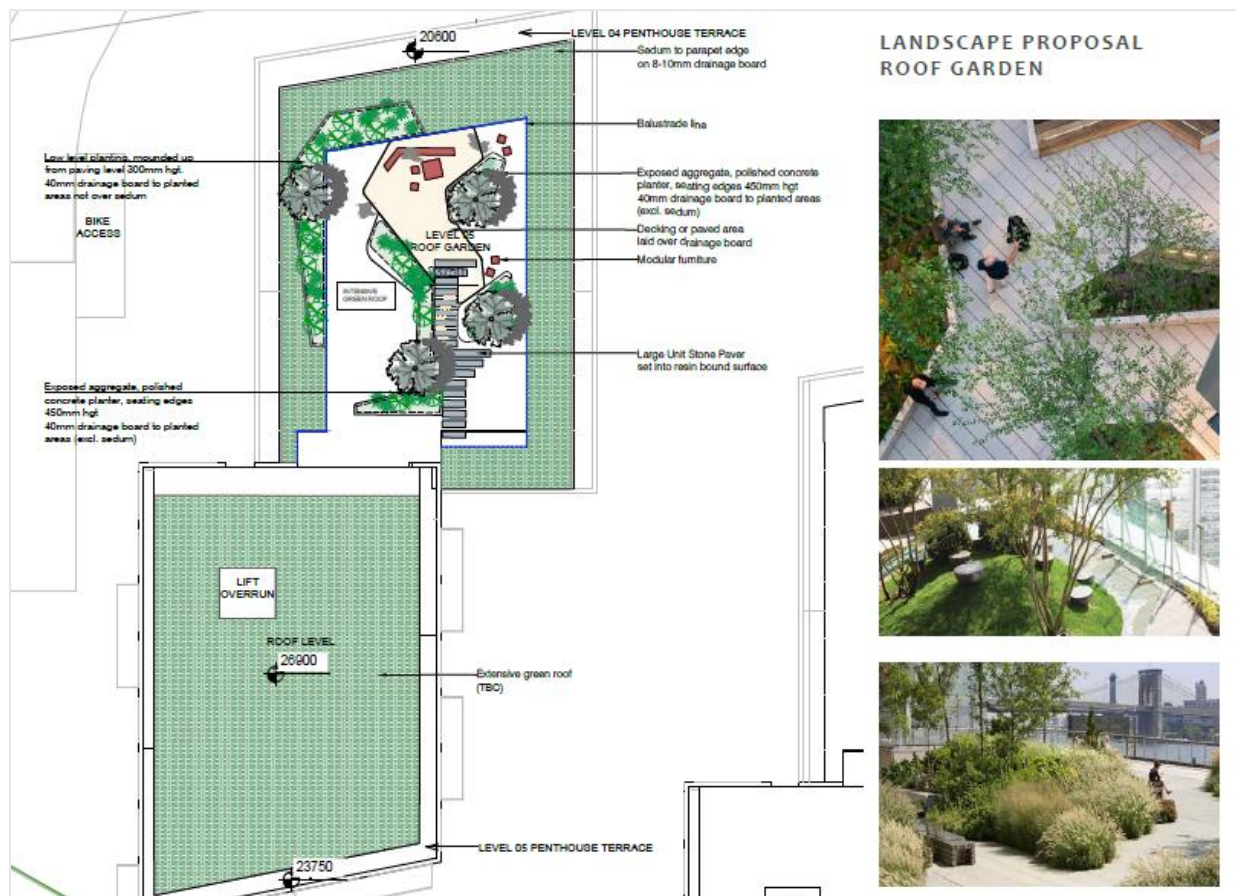 LANDSCAPE PROPOSAL
ROOF GARDEN
20600
LEVEL 04 PENTHOUSE TERRACE
Sedum to parapet edge
on 8-10mm drainage board
Balustrade line
Low level planting, mounded up
from paving level 300mm hgt.
40mm drainage board to planted
areas not over sedum
BIKE
ACCESS
Exposed aggregate, polished concrete
planter, seating edges 450mm hgt
40mm drainage board to planted areas
(excl. sedum)
Decking or paved area
laid over drainage board
Modular furniture
LEVEL 05
ROOF GARDEN
INTENSIVE
GREEN ROOF
Large Unit Stone Paver
set into resin bound surface
Exposed aggregate, polished
concrete planter, seating edges
450mm hgt
40mm drainage board to planted
areas (excl. sedum)
LIFT
OVERRUN
ROOF LEVEL
26900
Extensive green roof
(TBC)
LEVEL 05 PENTHOUSE TERRACE
23750